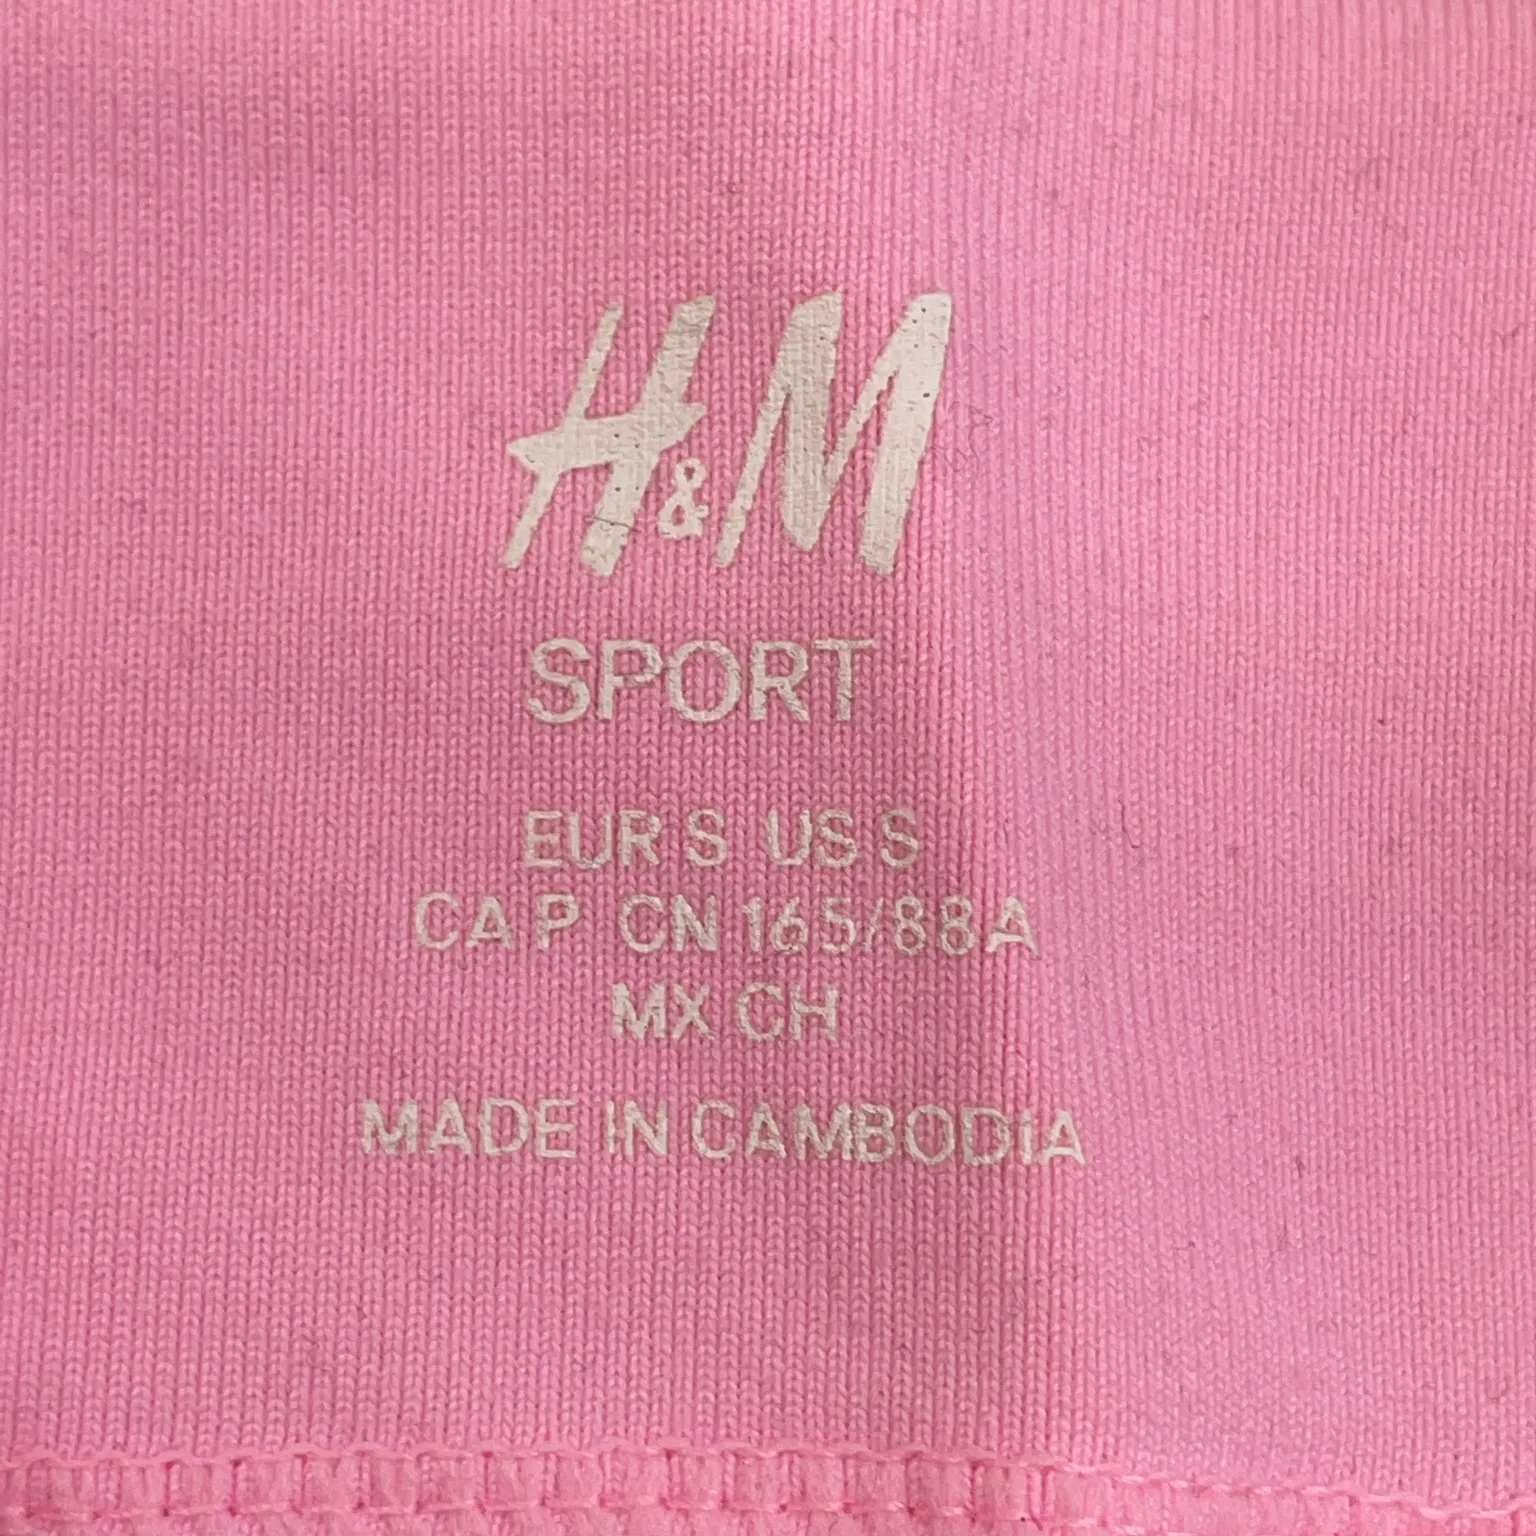 H&M
SPORT
EUR S US S
CA P CN 165/88A
MX CH
MADE IN CAMBODIA